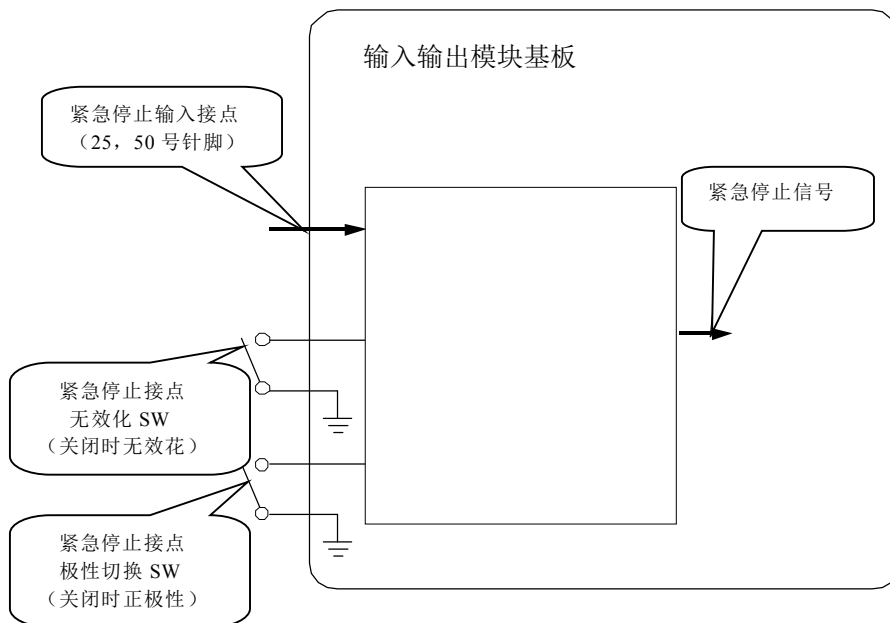 输入输出模块基板
紧急停止输入接点
（25，50 号针脚）
紧急停止信号
紧急停止接点
无效化 SW
（关闭时无效花）
紧急停止接点
极性切换 SW
（关闭时正极性）